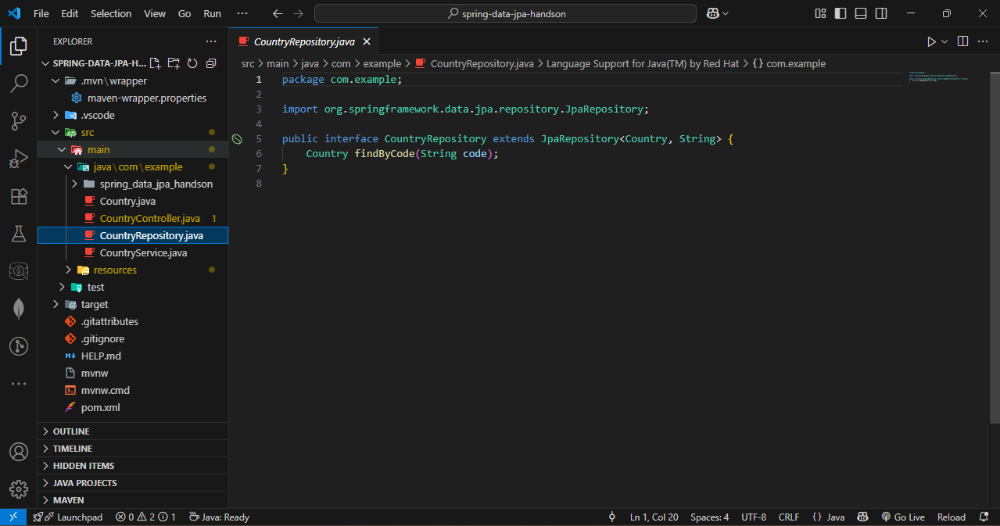 File Edit Selection View Go Run ··· spring-data-jpa-handson
EXPLORER ···
SPRING-DATA-JPA-H...
.mvn\wrapper
maven-wrapper.properties
.vscode
src
main
java\com\example
spring_data_jpa_handson
Country.java
CountryController.java 1
CountryRepository.java
CountryService.java
resources
test
target
.gitattributes
.gitignore
HELP.md
mvnw
mvnw.cmd
pom.xml
OUTLINE
TIMELINE
HIDDEN ITEMS
JAVA PROJECTS
MAVEN
CountryRepository.java
src > main > java > com > example > CountryRepository.java > Language Support for Java(TM) by Red Hat > {} com.example
1 package com.example;
2
3 import org.springframework.data.jpa.repository.JpaRepository;
4
5 public interface CountryRepository extends JpaRepository<Country, String> {
6 Country findByCode(String code);
7 }
8
Launchpad 0 2 1 Java: Ready Ln 1, Col 20 Spaces: 4 UTF-8 CRLF {} Java Go Live Reload